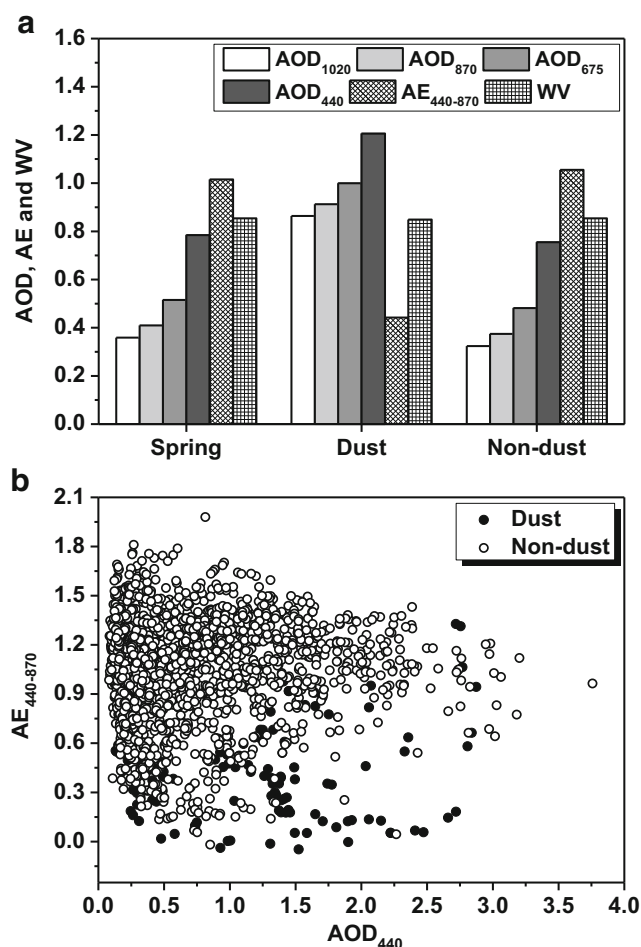 a
1.6
1.4
1.2
1.0
0.8
0.6
0.4
0.2
0.0
AOD, AE and WV
AOD1020 AOD870 AOD675
AOD440 AE440-870 WV
Spring Dust Non-dust
b
2.1
1.8
1.5
1.2
0.9
0.6
0.3
0.0
AE440-870
Dust
Non-dust
0.0 0.5 1.0 1.5 2.0 2.5 3.0 3.5 4.0
AOD440